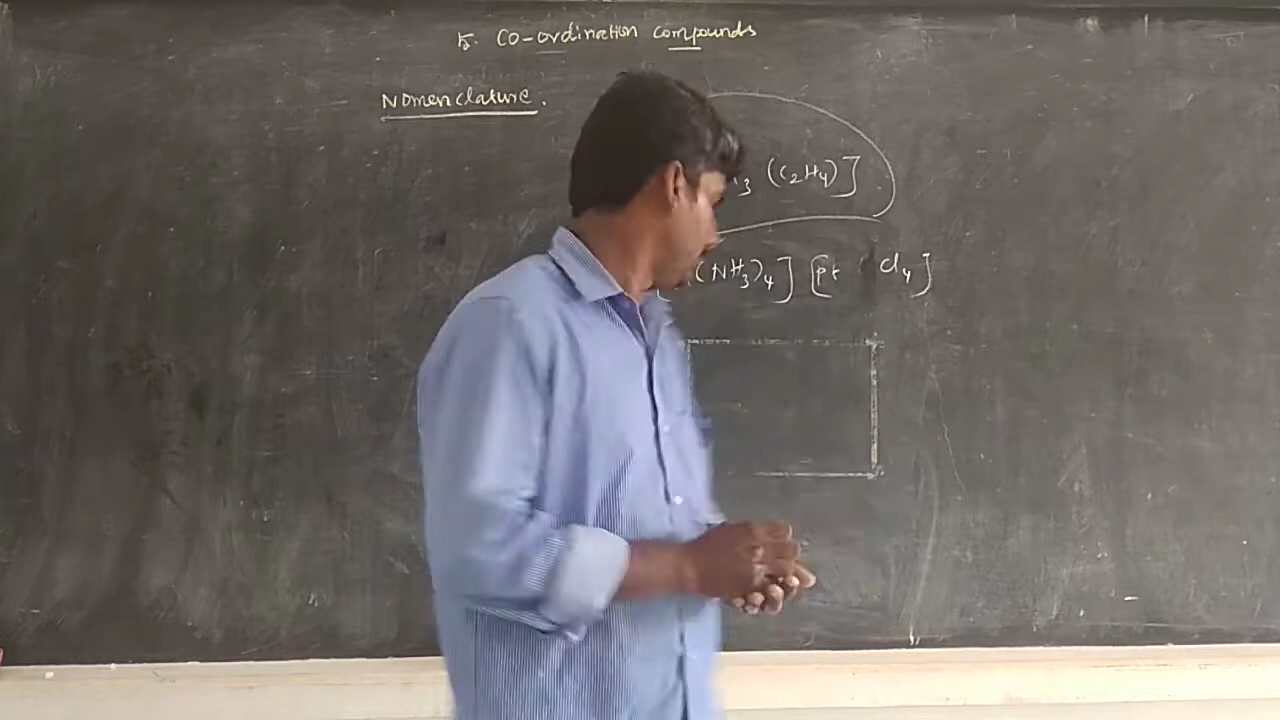 5. Co-ordination compounds
Nomenclature.
3 (C2H4)]
(NH3)4] [Pt Cl4]